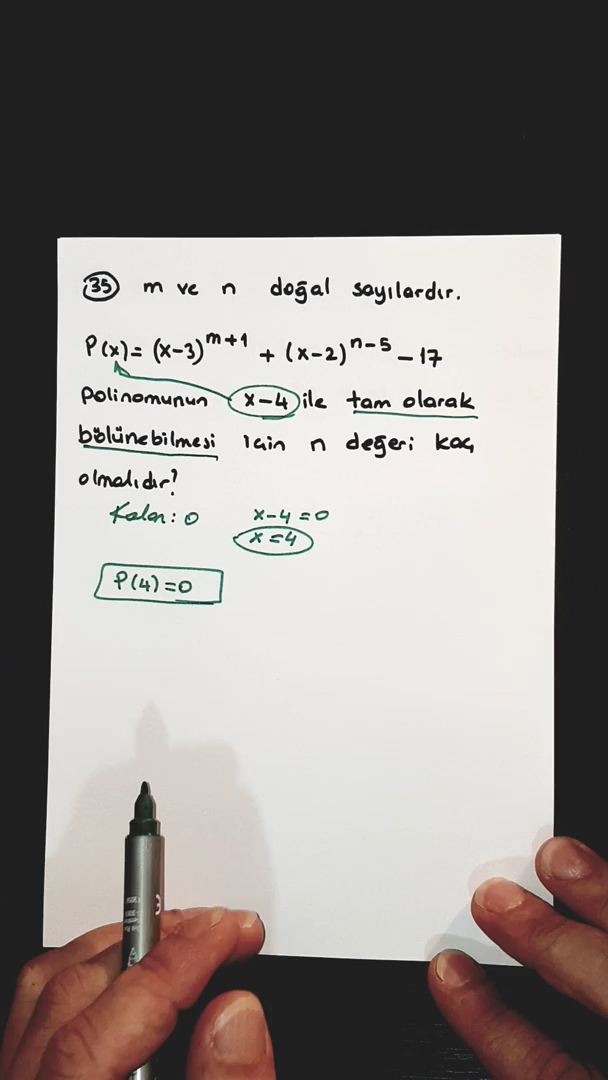 35 m ve n doğal sayılardır.
P(x)= (x-3)^{m+1} + (x-2)^{n-5} - 17
Polinomunun x-4 ile tam olarak
bölünebilmesi için n değeri kaç
olmalıdır?
Kalan: 0 x-4=0
x=4
P(4)=0